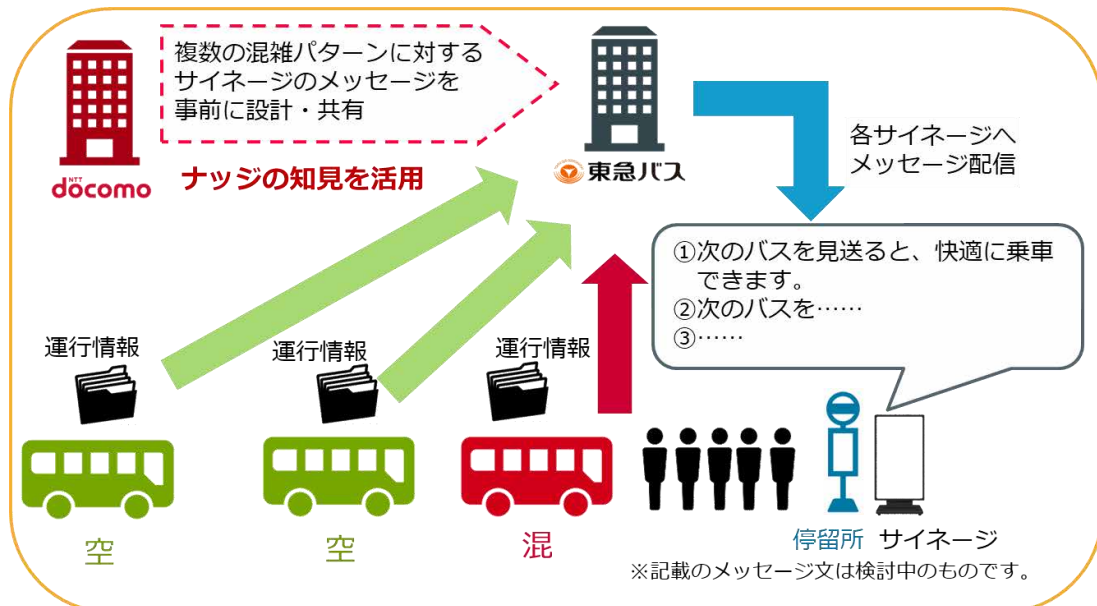 複数の混雑パターンに対する
サイネージのメッセージを
事前に設計・共有
NTT
döcomo
ナッジの知見を活用
東急バス
各サイネージへ
メッセージ配信
①次のバスを見送ると、快適に乗車
できます。
②次のバスを……
③……
運行情報
運行情報
運行情報
空
空
混
停留所
サイネージ
※記載のメッセージ文は検討中のものです。